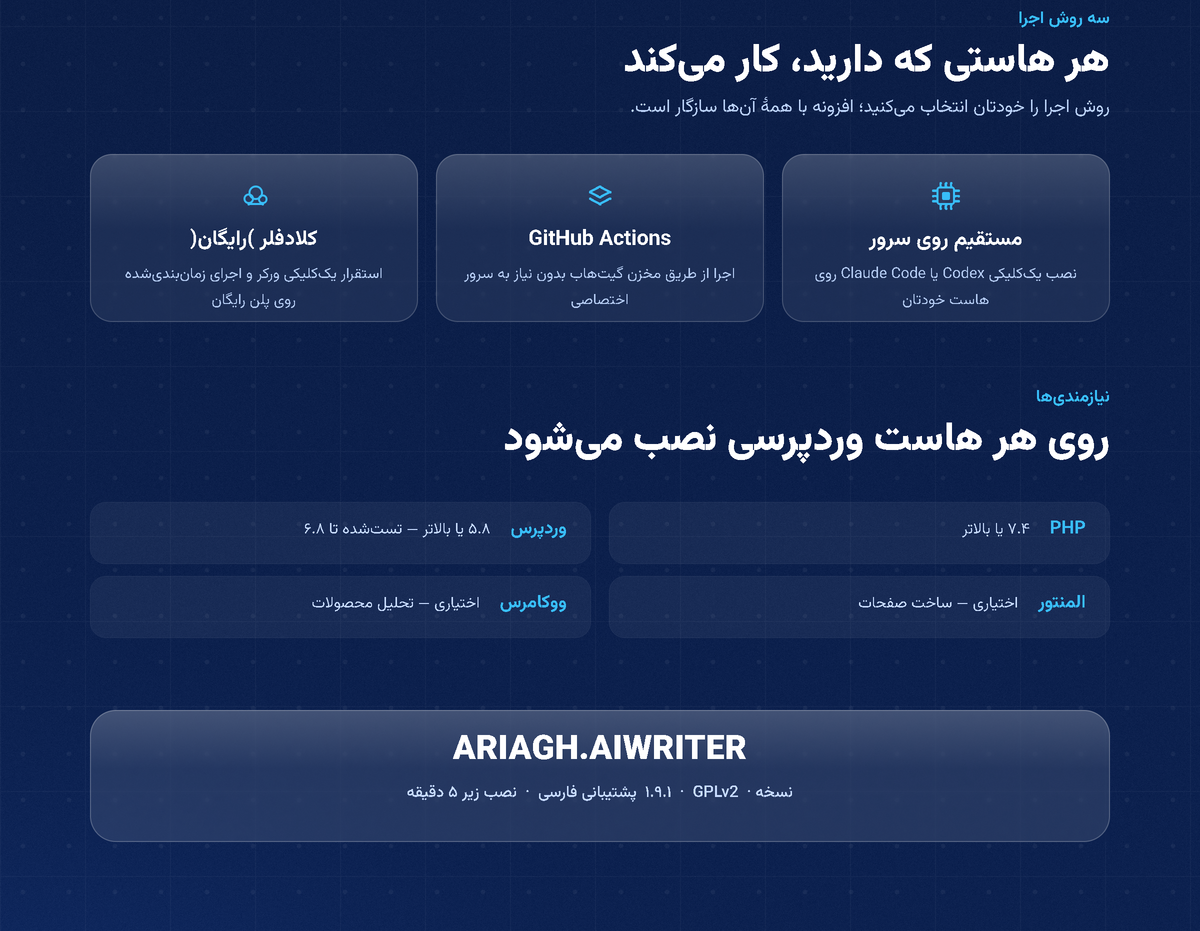 سه روش اجرا
هر هاستی که دارید، کار می‌کند
روش اجرا را خودتان انتخاب می‌کنید؛ افزونه با همهٔ آن‌ها سازگار است.
مستقیم روی سرور
نصب یک‌کلیکی Codex یا Claude Code روی
هاست خودتان
GitHub Actions
اجرا از طریق مخزن گیت‌هاب بدون نیاز به سرور
اختصاصی
کلادفلر )رایگان(
استقرار یک‌کلیکی ورکر و اجرای زمان‌بندی‌شده
روی پلن رایگان
نیازمندی‌ها
روی هر هاست وردپرسی نصب می‌شود
PHP ۷.۴ یا بالاتر
وردپرس ۵.۸ یا بالاتر — تست‌شده تا ۶.۸
المنتور اختیاری — ساخت صفحات
ووکامرس اختیاری — تحلیل محصولات
ARIAGH.AIWRITER
نسخه · GPLv2 · ۱.۹.۱ پشتیبانی فارسی · نصب زیر ۵ دقیقه